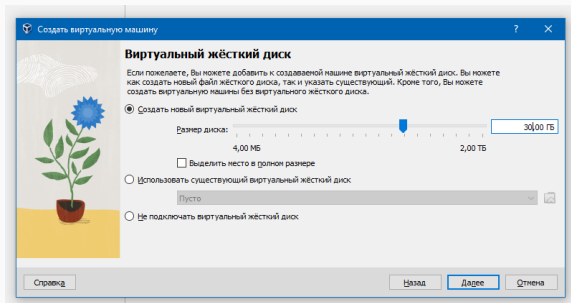 Создать виртуальную машину
Виртуальный жёсткий диск
Если пожелаете, Вы можете добавить к создаваемой машине виртуальный жёсткий диск. Вы можете
как создать новый файл жёсткого диска, так и указать существующий. Кроме того, Вы можете
создать виртуальную машины без виртуального жёсткого диска.
Создать новый виртуальный жёсткий диск
Размер диска:
30,00 ГБ
4,00 МБ 2,00 ТБ
Выделить место в полном размере
Использовать существующий виртуальный жёсткий диск
Пусто
Не подключать виртуальный жёсткий диск
Справка Назад Далее Отмена